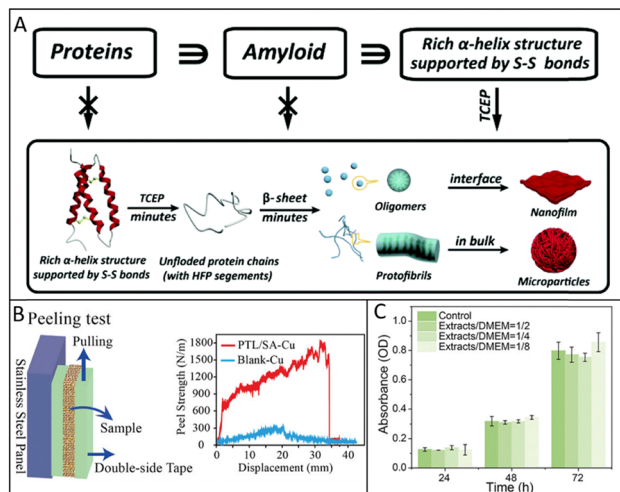 A
Proteins
Amyloid
Rich α-helix structure
supported by S-S bonds
TCEP
TCEP
minutes
β-sheet
minutes
Oligomers
interface
Nanofilm
Rich α-helix structure
supported by S-S bonds
Unfloded protein chains
(with HFP segements)
Protofibrils
in bulk
Microparticles
B
Peeling test
Pulling
Stainless Steel Panel
Sample
Double-side Tape
Peel Strength (N/m)
1800
1500
1200
900
600
300
0
PTL/SA-Cu
Blank-Cu
0 10 20 30 40
Displacement (mm)
C
Absorbance (OD)
1.0
0.8
0.6
0.4
0.2
0.0
Control
Extracts/DMEM=1/2
Extracts/DMEM=1/4
Extracts/DMEM=1/8
24 48 72
Time (h)